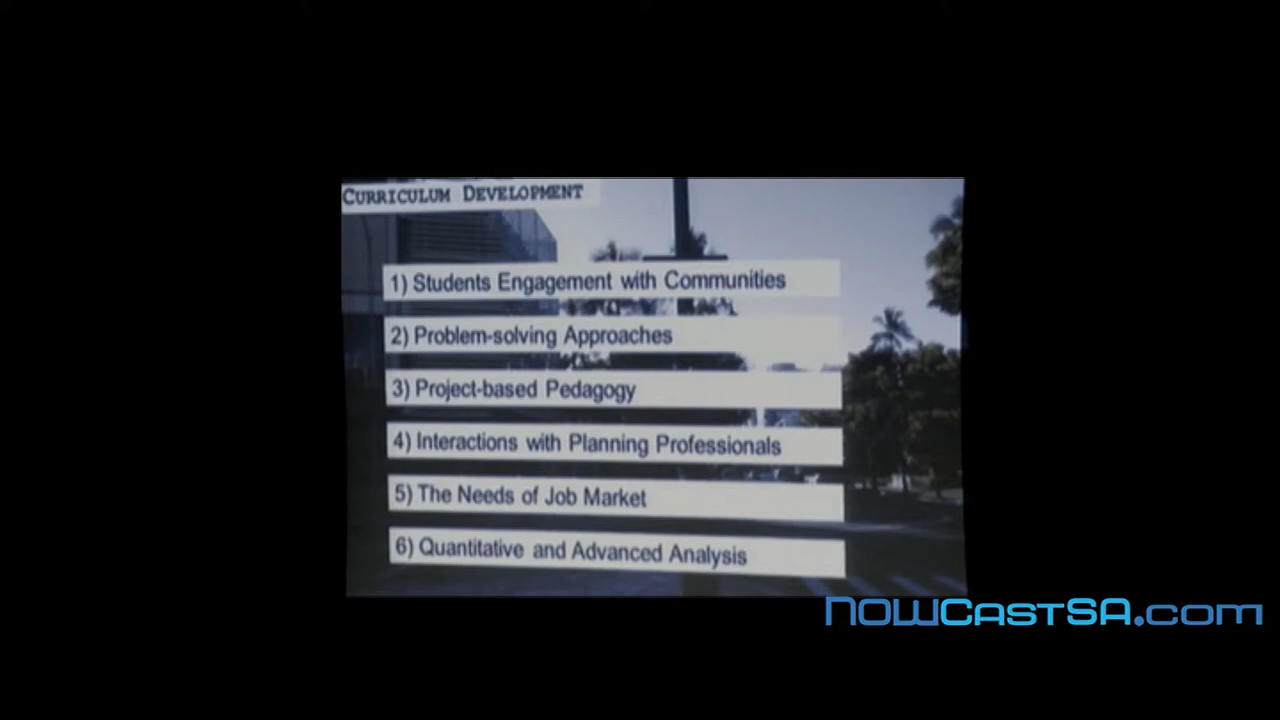 CURRICULUM DEVELOPMENT
1) Students Engagement with Communities
2) Problem-solving Approaches
3) Project-based Pedagogy
4) Interactions with Planning Professionals
5) The Needs of Job Market
6) Quantitative and Advanced Analysis
NOWCastSA.com